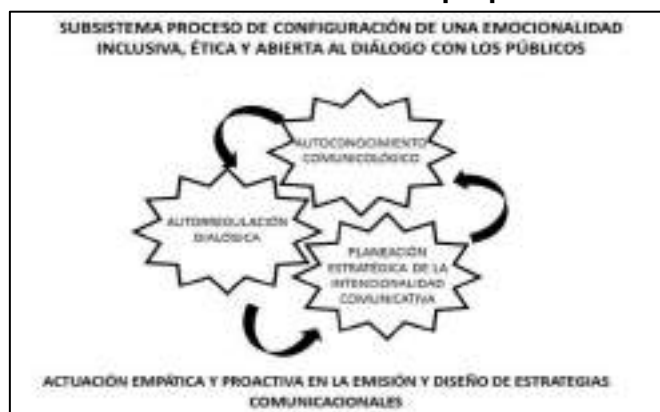 SUBSISTEMA PROCESO DE CONFIGURACIÓN DE UNA EMOCIONALIDAD
INCLUSIVA, ÉTICA Y ABIERTA AL DIÁLOGO CON LOS PÚBLICOS
AUTOCONOCIMIENTO
COMUNICOLÓGICO
AUTORREGULACIÓN
DIALÓGICA
PLANEACIÓN
ESTRATÉGICA DE LA
INTENCIONALIDAD
COMUNICATIVA
ACTUACIÓN EMPÁTICA Y PROACTIVA EN LA EMISIÓN Y DISEÑO DE ESTRATEGIAS
COMUNICACIONALES